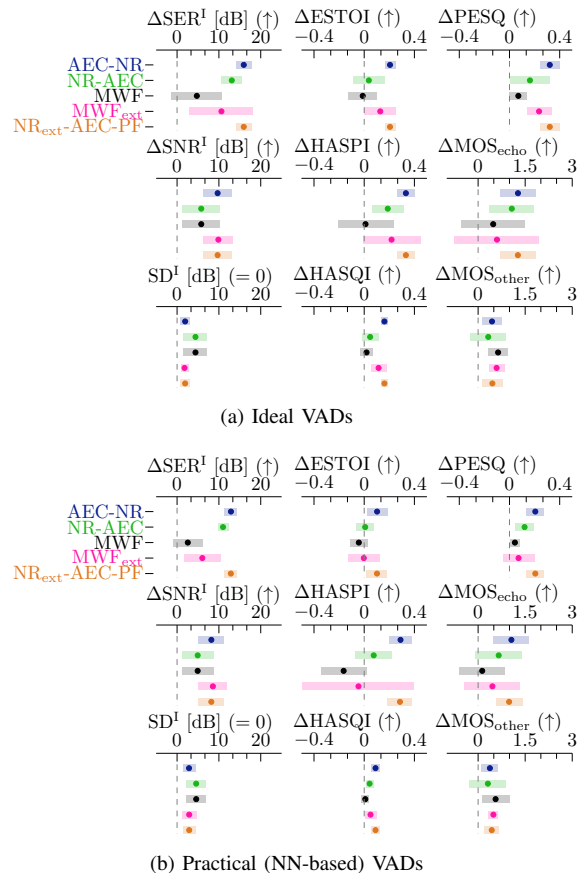 ΔSER^I [dB] (↑) ΔESTOI (↑) ΔPESQ (↑)
0 10 20 −0.4 0 0.4 −0.4 0 0.4
AEC-NR
NR-AEC
MWF
MWF_ext
NR_ext-AEC-PF
ΔSNR^I [dB] (↑) ΔHASPI (↑) ΔMOS_echo (↑)
0 10 20 −0.4 0 0.4 0 1.5 3
SD^I [dB] (= 0) ΔHASQI (↑) ΔMOS_other (↑)
0 10 20 −0.4 0 0.4 0 1.5 3
(a) Ideal VADs
ΔSER^I [dB] (↑) ΔESTOI (↑) ΔPESQ (↑)
0 10 20 −0.4 0 0.4 −0.4 0 0.4
AEC-NR
NR-AEC
MWF
MWF_ext
NR_ext-AEC-PF
ΔSNR^I [dB] (↑) ΔHASPI (↑) ΔMOS_echo (↑)
0 10 20 −0.4 0 0.4 0 1.5 3
SD^I [dB] (= 0) ΔHASQI (↑) ΔMOS_other (↑)
0 10 20 −0.4 0 0.4 0 1.5 3
(b) Practical (NN-based) VADs